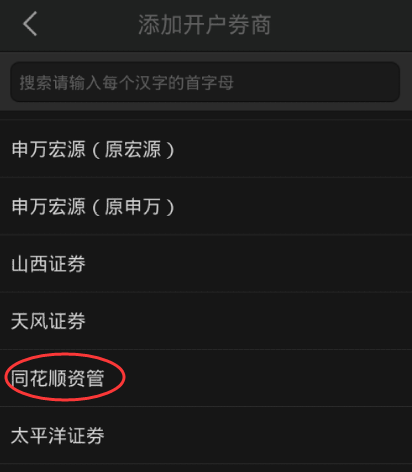 添加开户券商
搜索请输入每个汉字的首字母
申万宏源（原宏源）
申万宏源（原申万）
山西证券
天风证券
同花顺资管
太平洋证券